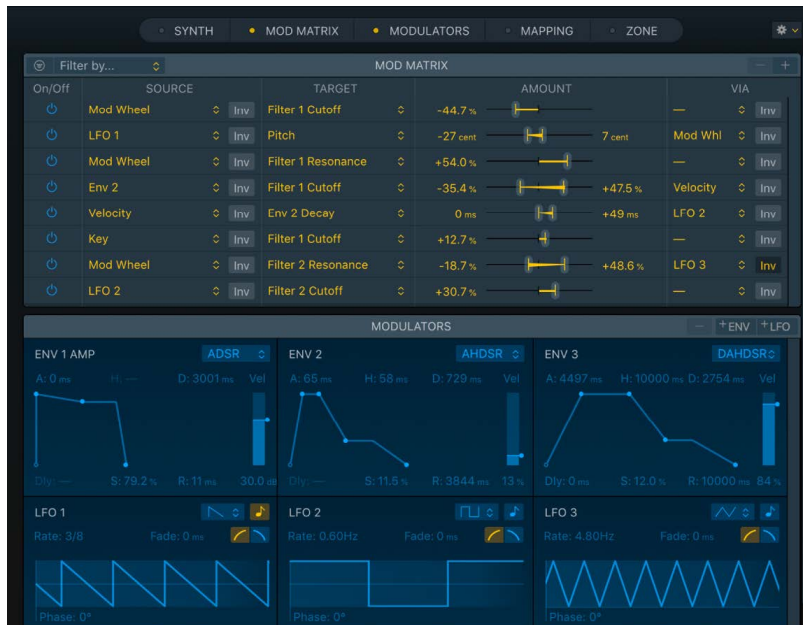 SYNTH MOD MATRIX MODULATORS MAPPING ZONE
Filter by... MOD MATRIX − +
On/Off SOURCE TARGET AMOUNT VIA
Mod Wheel Inv Filter 1 Cutoff -44.7 % — Inv
LFO 1 Inv Pitch -27 cent 7 cent Mod Whl Inv
Mod Wheel Inv Filter 1 Resonance +54.0 % — Inv
Env 2 Inv Filter 1 Cutoff -35.4 % +47.5 % Velocity Inv
Velocity Inv Env 2 Decay 0 ms +49 ms LFO 2 Inv
Key Inv Filter 1 Cutoff +12.7 % — Inv
Mod Wheel Inv Filter 2 Resonance -18.7 % +48.6 % LFO 3 Inv
LFO 2 Inv Filter 2 Cutoff +30.7 % — Inv
MODULATORS − +ENV +LFO
ENV 1 AMP ADSR ENV 2 AHDSR ENV 3 DAHDSR
A: 0 ms H: — D: 3001 ms Vel A: 65 ms H: 58 ms D: 729 ms Vel A: 4497 ms H: 10000 ms D: 2754 ms Vel
Dly: — S: 79.2 % R: 11 ms 30.0 dB Dly: — S: 11.5 % R: 3844 ms 13 % Dly: 0 ms S: 12.0 % R: 10000 ms 84 %
LFO 1 LFO 2 LFO 3
Rate: 3/8 Fade: 0 ms Rate: 0.60Hz Fade: 0 ms Rate: 4.80Hz Fade: 0 ms
Phase: 0° Phase: 0° Phase: 0°